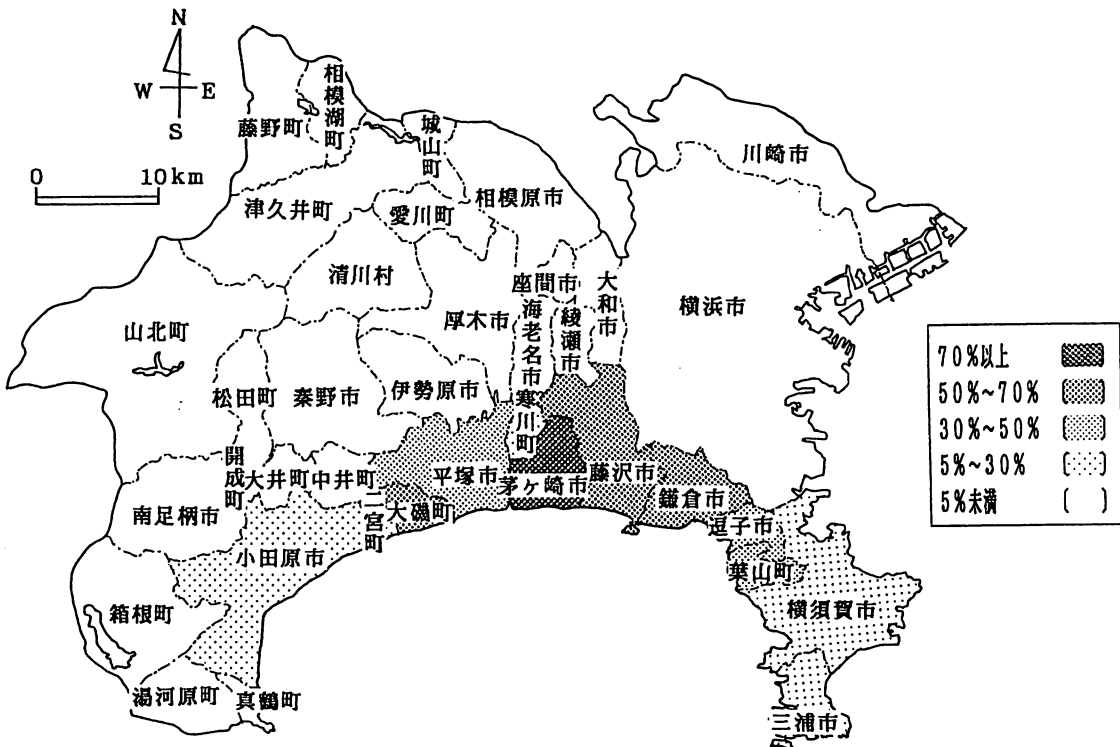 N
W E
S
0 10km
相模湖町
藤野町
城山町
川崎市
津久井町
愛川町
相模原市
清川村
座間市
大和市
横浜市
厚木市
海老名市
綾瀬市
山北町
松田町
秦野市
伊勢原市
寒川町
開成町
大井町
中井町
平塚市
茅ヶ崎市
藤沢市
鎌倉市
南足柄市
二宮町
大磯町
逗子市
小田原市
葉山町
箱根町
横須賀市
湯河原町
真鶴町
三浦市
70%以上
50%~70%
30%~50%
5%~30%
5%未満